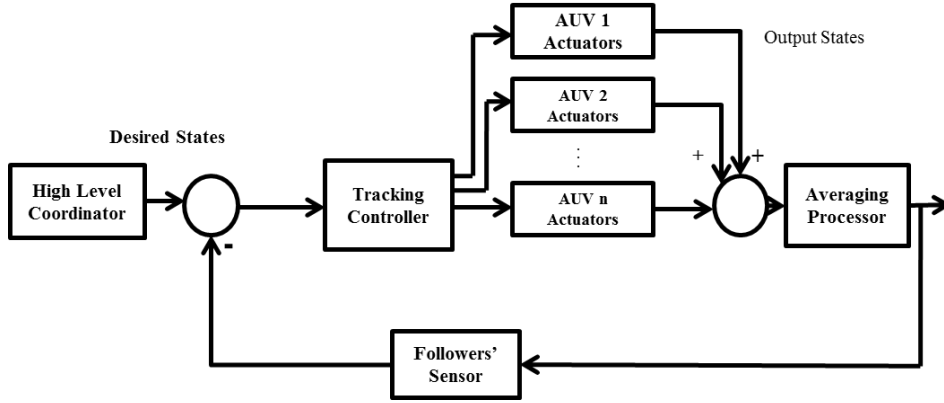 AUV 1
Actuators
Output States
AUV 2
Actuators
Desired States
⋮
+
+
High Level
Coordinator
Tracking
Controller
AUV n
Actuators
Averaging
Processor
-
Followers'
Sensor